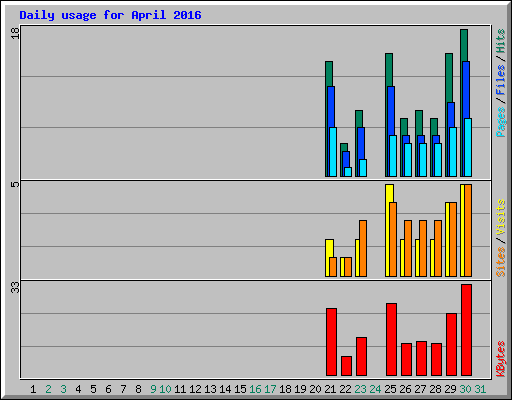 Daily usage for April 2016
18
5
33
Pages / Files / Hits
Sites / Visits
KBytes
1 2 3 4 5 6 7 8 9 10 11 12 13 14 15 16 17 18 19 20 21 22 23 24 25 26 27 28 29 30 31